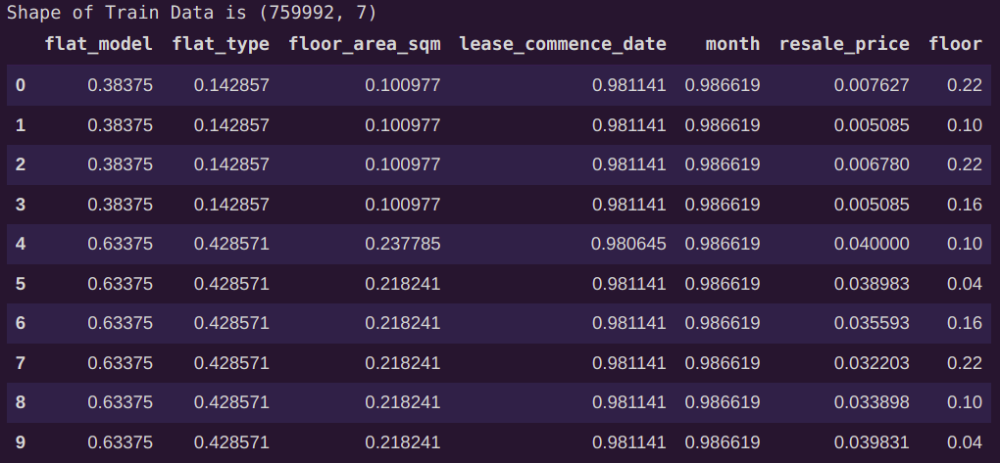 Shape of Train Data is (759992, 7)
flat_model flat_type floor_area_sqm lease_commence_date month resale_price floor
0 0.38375 0.142857 0.100977 0.981141 0.986619 0.007627 0.22
1 0.38375 0.142857 0.100977 0.981141 0.986619 0.005085 0.10
2 0.38375 0.142857 0.100977 0.981141 0.986619 0.006780 0.22
3 0.38375 0.142857 0.100977 0.981141 0.986619 0.005085 0.16
4 0.63375 0.428571 0.237785 0.980645 0.986619 0.040000 0.10
5 0.63375 0.428571 0.218241 0.981141 0.986619 0.038983 0.04
6 0.63375 0.428571 0.218241 0.981141 0.986619 0.035593 0.16
7 0.63375 0.428571 0.218241 0.981141 0.986619 0.032203 0.22
8 0.63375 0.428571 0.218241 0.981141 0.986619 0.033898 0.10
9 0.63375 0.428571 0.218241 0.981141 0.986619 0.039831 0.04